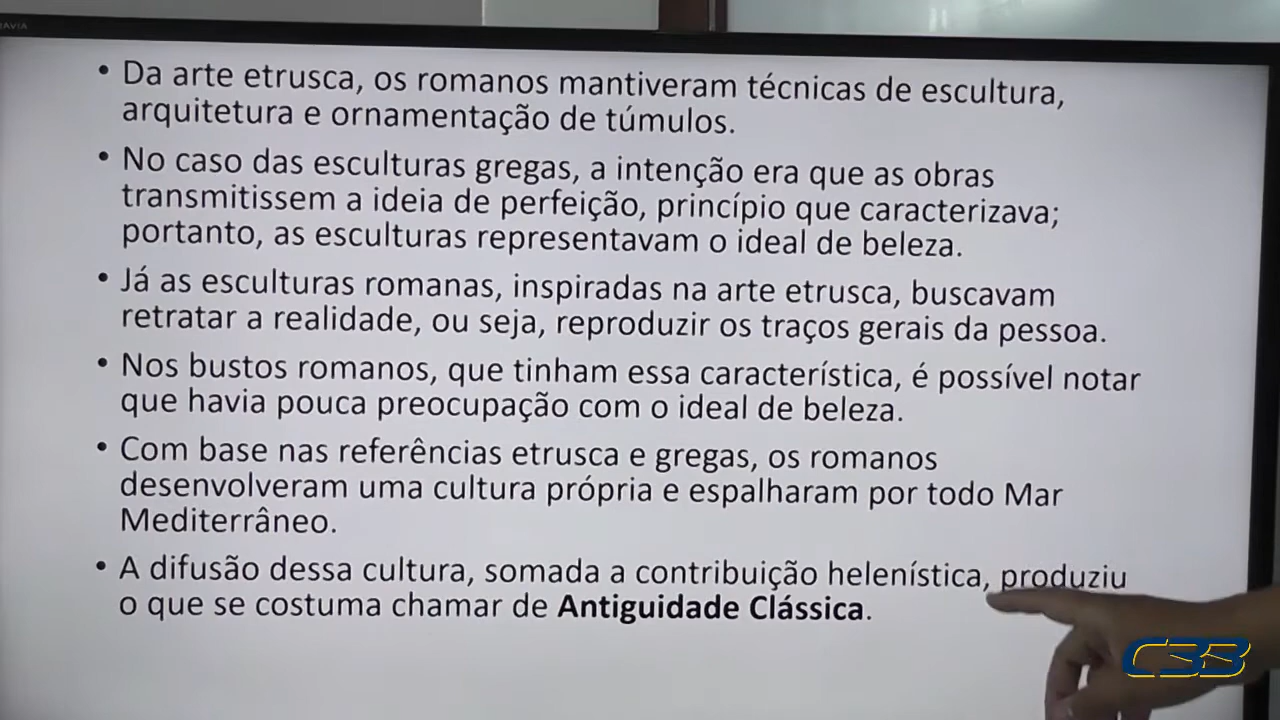 RAVIA
• Da arte etrusca, os romanos mantiveram técnicas de escultura,
arquitetura e ornamentação de túmulos.
• No caso das esculturas gregas, a intenção era que as obras
transmitissem a ideia de perfeição, princípio que caracterizava;
portanto, as esculturas representavam o ideal de beleza.
• Já as esculturas romanas, inspiradas na arte etrusca, buscavam
retratar a realidade, ou seja, reproduzir os traços gerais da pessoa.
• Nos bustos romanos, que tinham essa característica, é possível notar
que havia pouca preocupação com o ideal de beleza.
• Com base nas referências etrusca e gregas, os romanos
desenvolveram uma cultura própria e espalharam por todo Mar
Mediterrâneo.
• A difusão dessa cultura, somada a contribuição helenística, produziu
o que se costuma chamar de Antiguidade Clássica.
C33